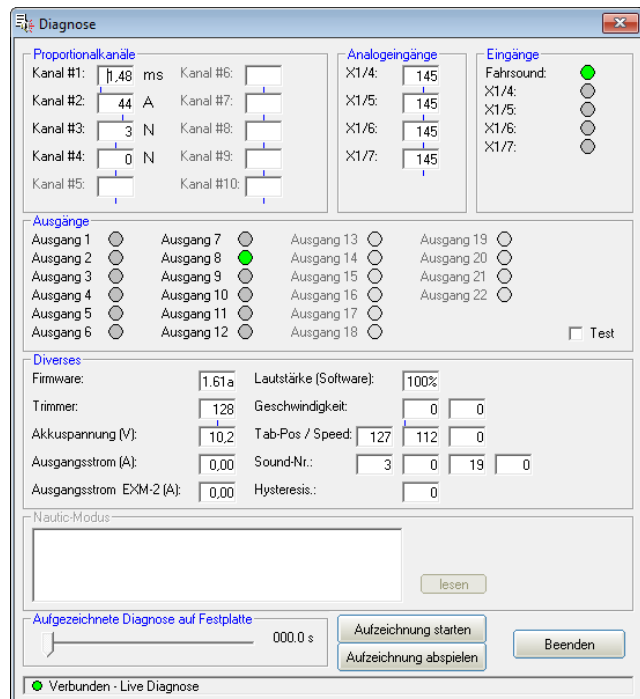 Diagnose
Proportionalkanäle
Kanal #1: 1,48 ms
Kanal #2: 44 A
Kanal #3: 3 N
Kanal #4: 0 N
Kanal #5:
Kanal #6:
Kanal #7:
Kanal #8:
Kanal #9:
Kanal #10:
Analogeingänge
X1/4: 145
X1/5: 145
X1/6: 145
X1/7: 145
Eingänge
Fahrsound:
X1/4:
X1/5:
X1/6:
X1/7:
Ausgänge
Ausgang 1
Ausgang 2
Ausgang 3
Ausgang 4
Ausgang 5
Ausgang 6
Ausgang 7
Ausgang 8
Ausgang 9
Ausgang 10
Ausgang 11
Ausgang 12
Ausgang 13
Ausgang 14
Ausgang 15
Ausgang 16
Ausgang 17
Ausgang 18
Ausgang 19
Ausgang 20
Ausgang 21
Ausgang 22
Test
Diverses
Firmware: 1.61a
Trimmer: 128
Akkuspannung (V): 10,2
Ausgangsstrom (A): 0,00
Ausgangsstrom EXM-2 (A): 0,00
Lautstärke (Software): 100%
Geschwindigkeit: 0 0
Tab-Pos / Speed: 127 112 0
Sound-Nr.: 3 0 19 0
Hysteresis.: 0
Nautic-Modus
lesen
Aufgezeichnete Diagnose auf Festplatte
000.0 s
Aufzeichnung starten
Aufzeichnung abspielen
Beenden
Verbunden - Live Diagnose